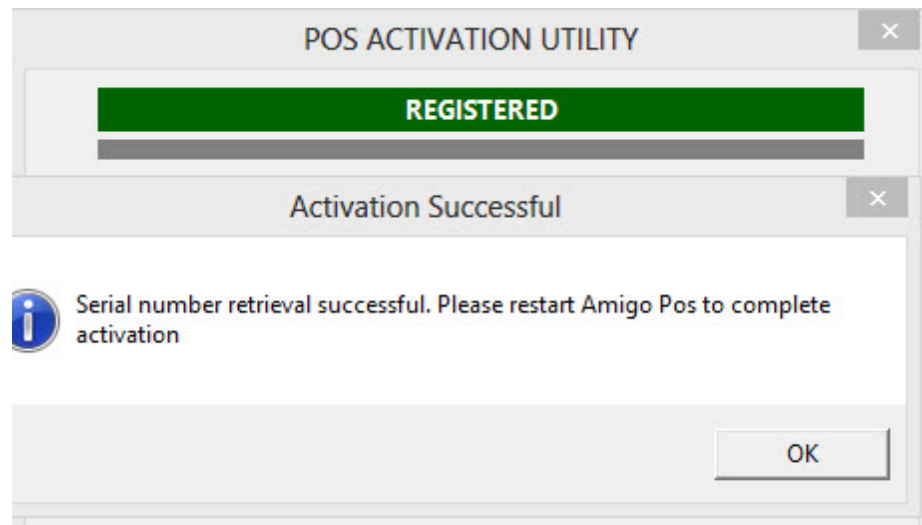 POS ACTIVATION UTILITY
REGISTERED
Activation Successful
Serial number retrieval successful. Please restart Amigo Pos to complete
activation
OK